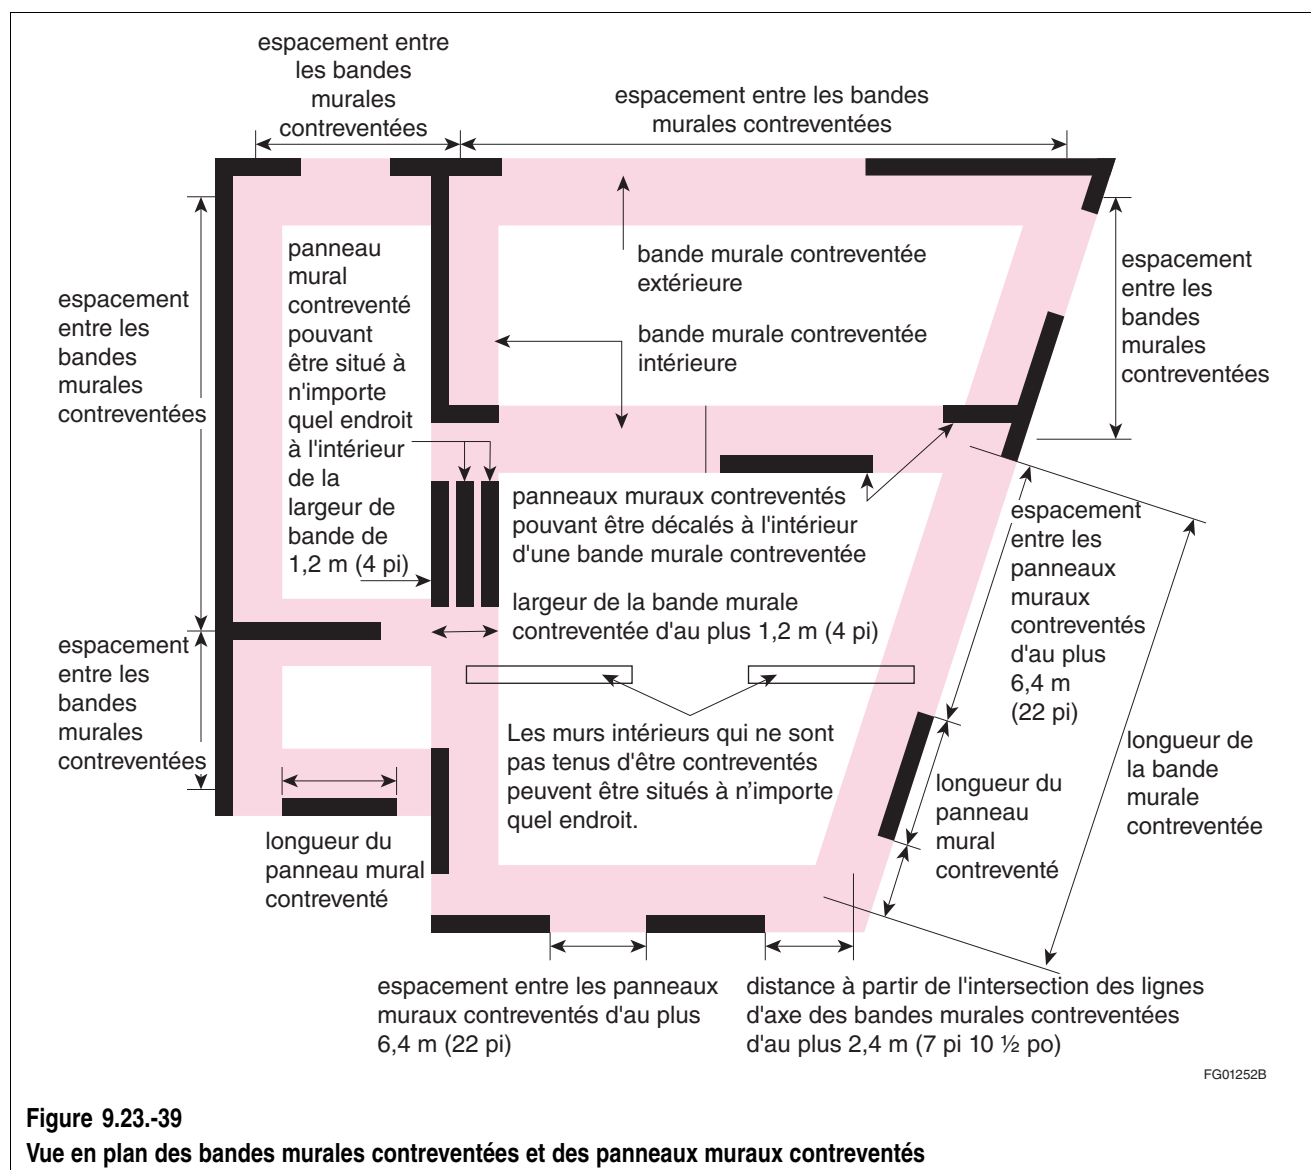 espacement entre
les bandes
murales
contreventées
espacement entre les bandes
murales contreventées
panneau
mural
contreventé
pouvant
être situé à
n'importe
quel endroit
à l'intérieur
de la
largeur de
bande de
1,2 m (4 pi)
bande murale contreventée
extérieure
bande murale contreventée
intérieure
espacement
entre les
bandes
murales
contreventées
espacement
entre les
bandes
murales
contreventées
panneaux muraux contreventés
pouvant être décalés à l'intérieur
d'une bande murale contreventée
largeur de la bande murale
contreventée d'au plus 1,2 m (4 pi)
espacement
entre les
panneaux
muraux
contreventés
d'au plus
6,4 m
(22 pi)
espacement
entre les
bandes
murales
contreventées
Les murs intérieurs qui ne sont
pas tenus d'être contreventés
peuvent être situés à n'importe
quel endroit.
longueur de
la bande
murale
contreventée
longueur du
panneau
mural
contreventé
longueur du
panneau mural
contreventé
espacement entre les panneaux
muraux contreventés d'au plus
6,4 m (22 pi)
distance à partir de l'intersection des lignes
d'axe des bandes murales contreventées
d'au plus 2,4 m (7 pi 10 ½ po)
FG01252B
Figure 9.23.-39
Vue en plan des bandes murales contreventées et des panneaux muraux contreventés